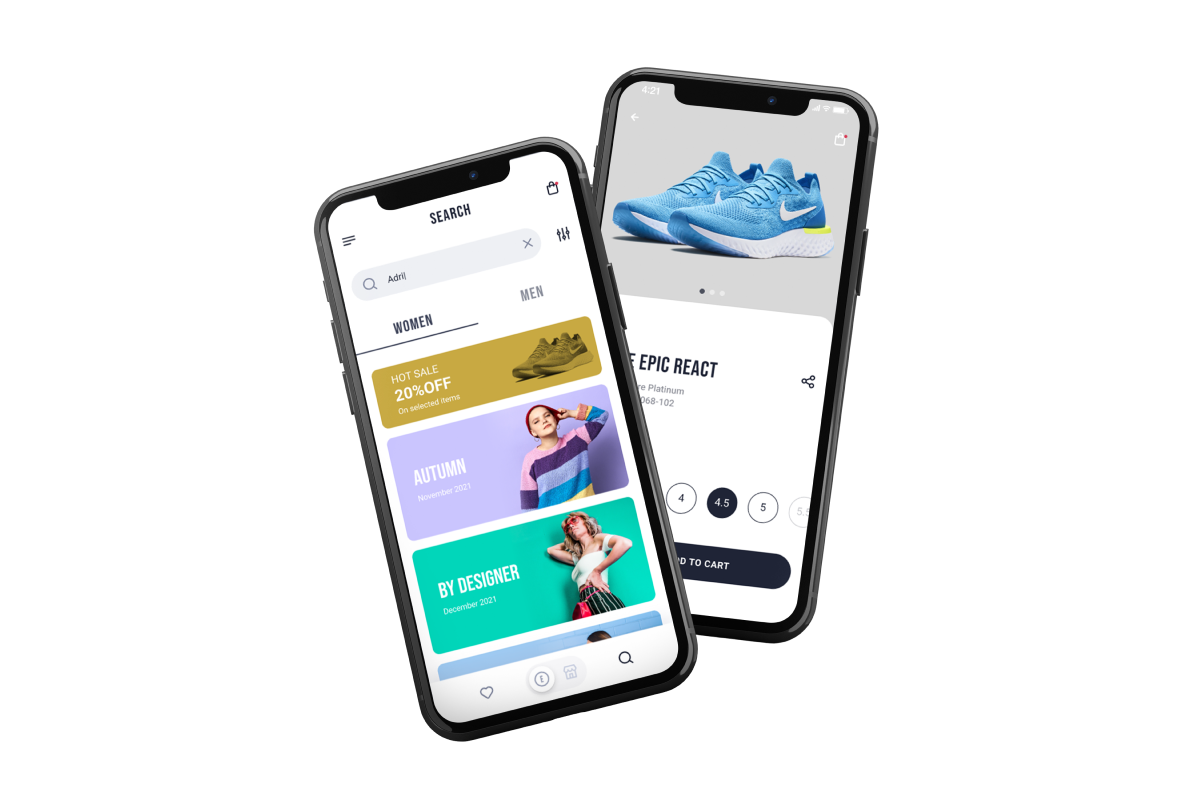 SEARCH
Adril
WOMEN
MEN
HOT SALE
20%OFF
On selected items
AUTUMN
November 2021
BY DESIGNER
December 2021
4:21
E EPIC REACT
re Platinum
068-102
4
4.5
5
5.5
D TO CART